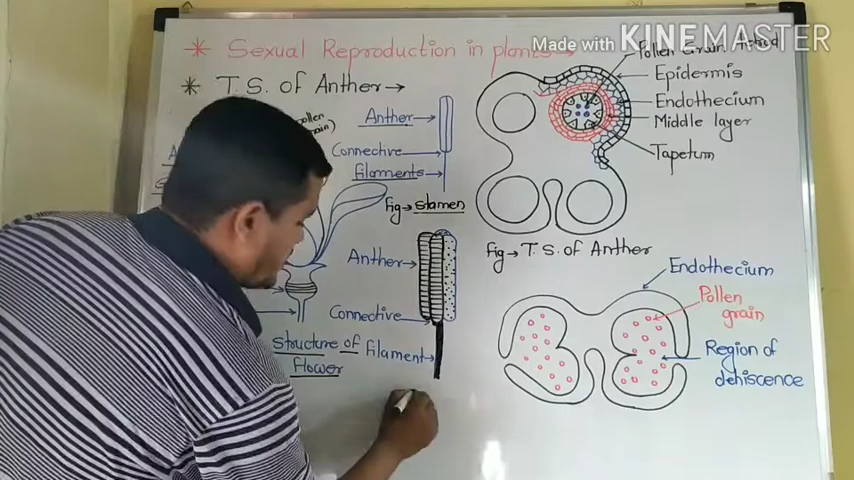 * Sexual Reproduction in plants →
Made with KINEMASTER
* T. S. of Anther →
Pollen Grain
Epidermis
Endothecium
Middle layer
Tapetum
Anther →
Connective
filaments
Fig → stamen
Fig → T. S. of Anther
Anther →
Connective
Filament
Structure of
Flower
Endothecium
Pollen
grain
Region of
dehiscence